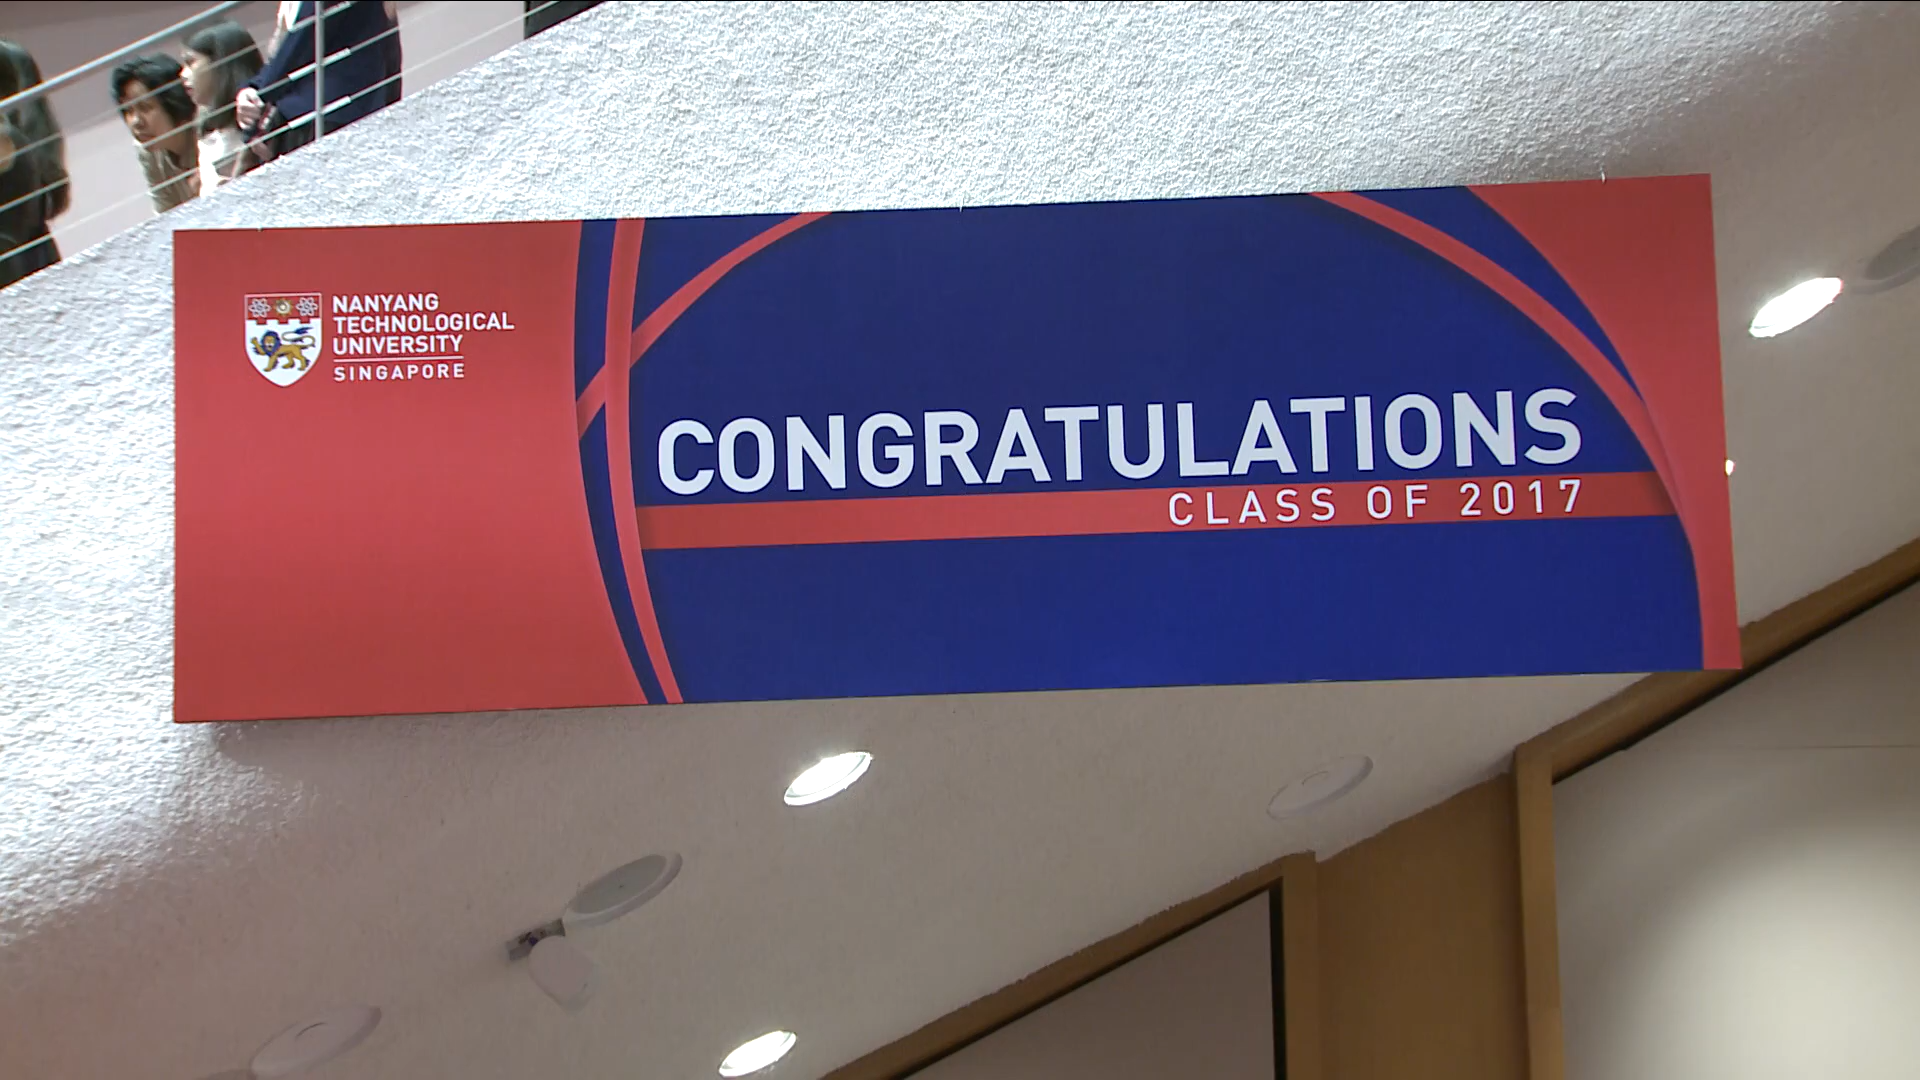 NANYANG
TECHNOLOGICAL
UNIVERSITY
SINGAPORE
CONGRATULATIONS
CLASS OF 2017